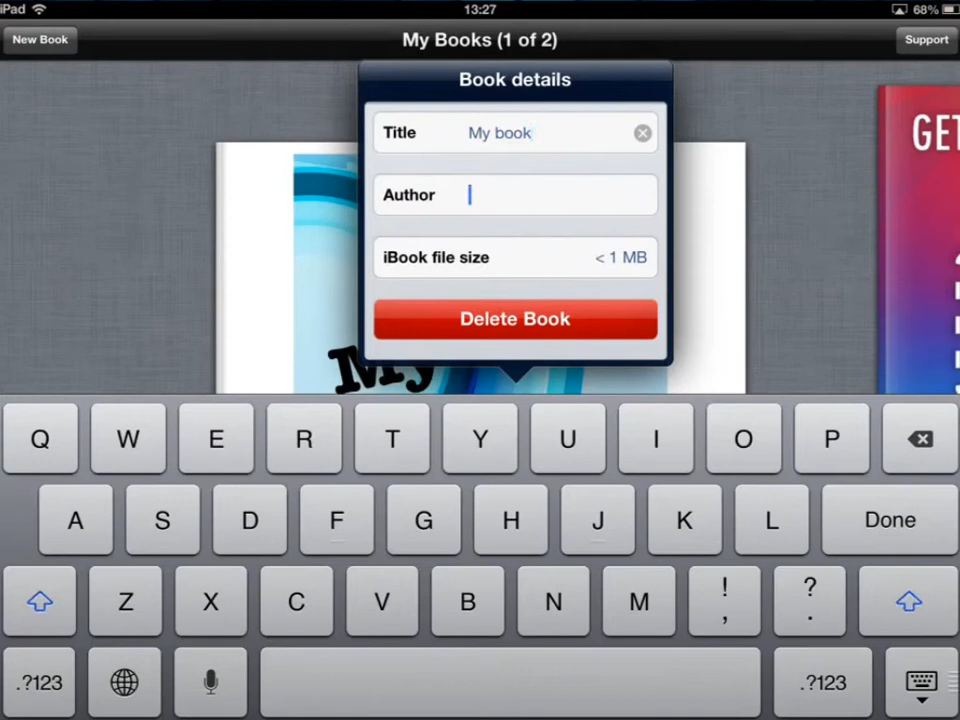 iPad 13:27 68%
New Book My Books (1 of 2) Support
Book details
Title My book
Author
iBook file size < 1 MB
Delete Book
GET
My
Q W E R T Y U I O P
A S D F G H J K L Done
Z X C V B N M ! , ? .
.?123 .?123